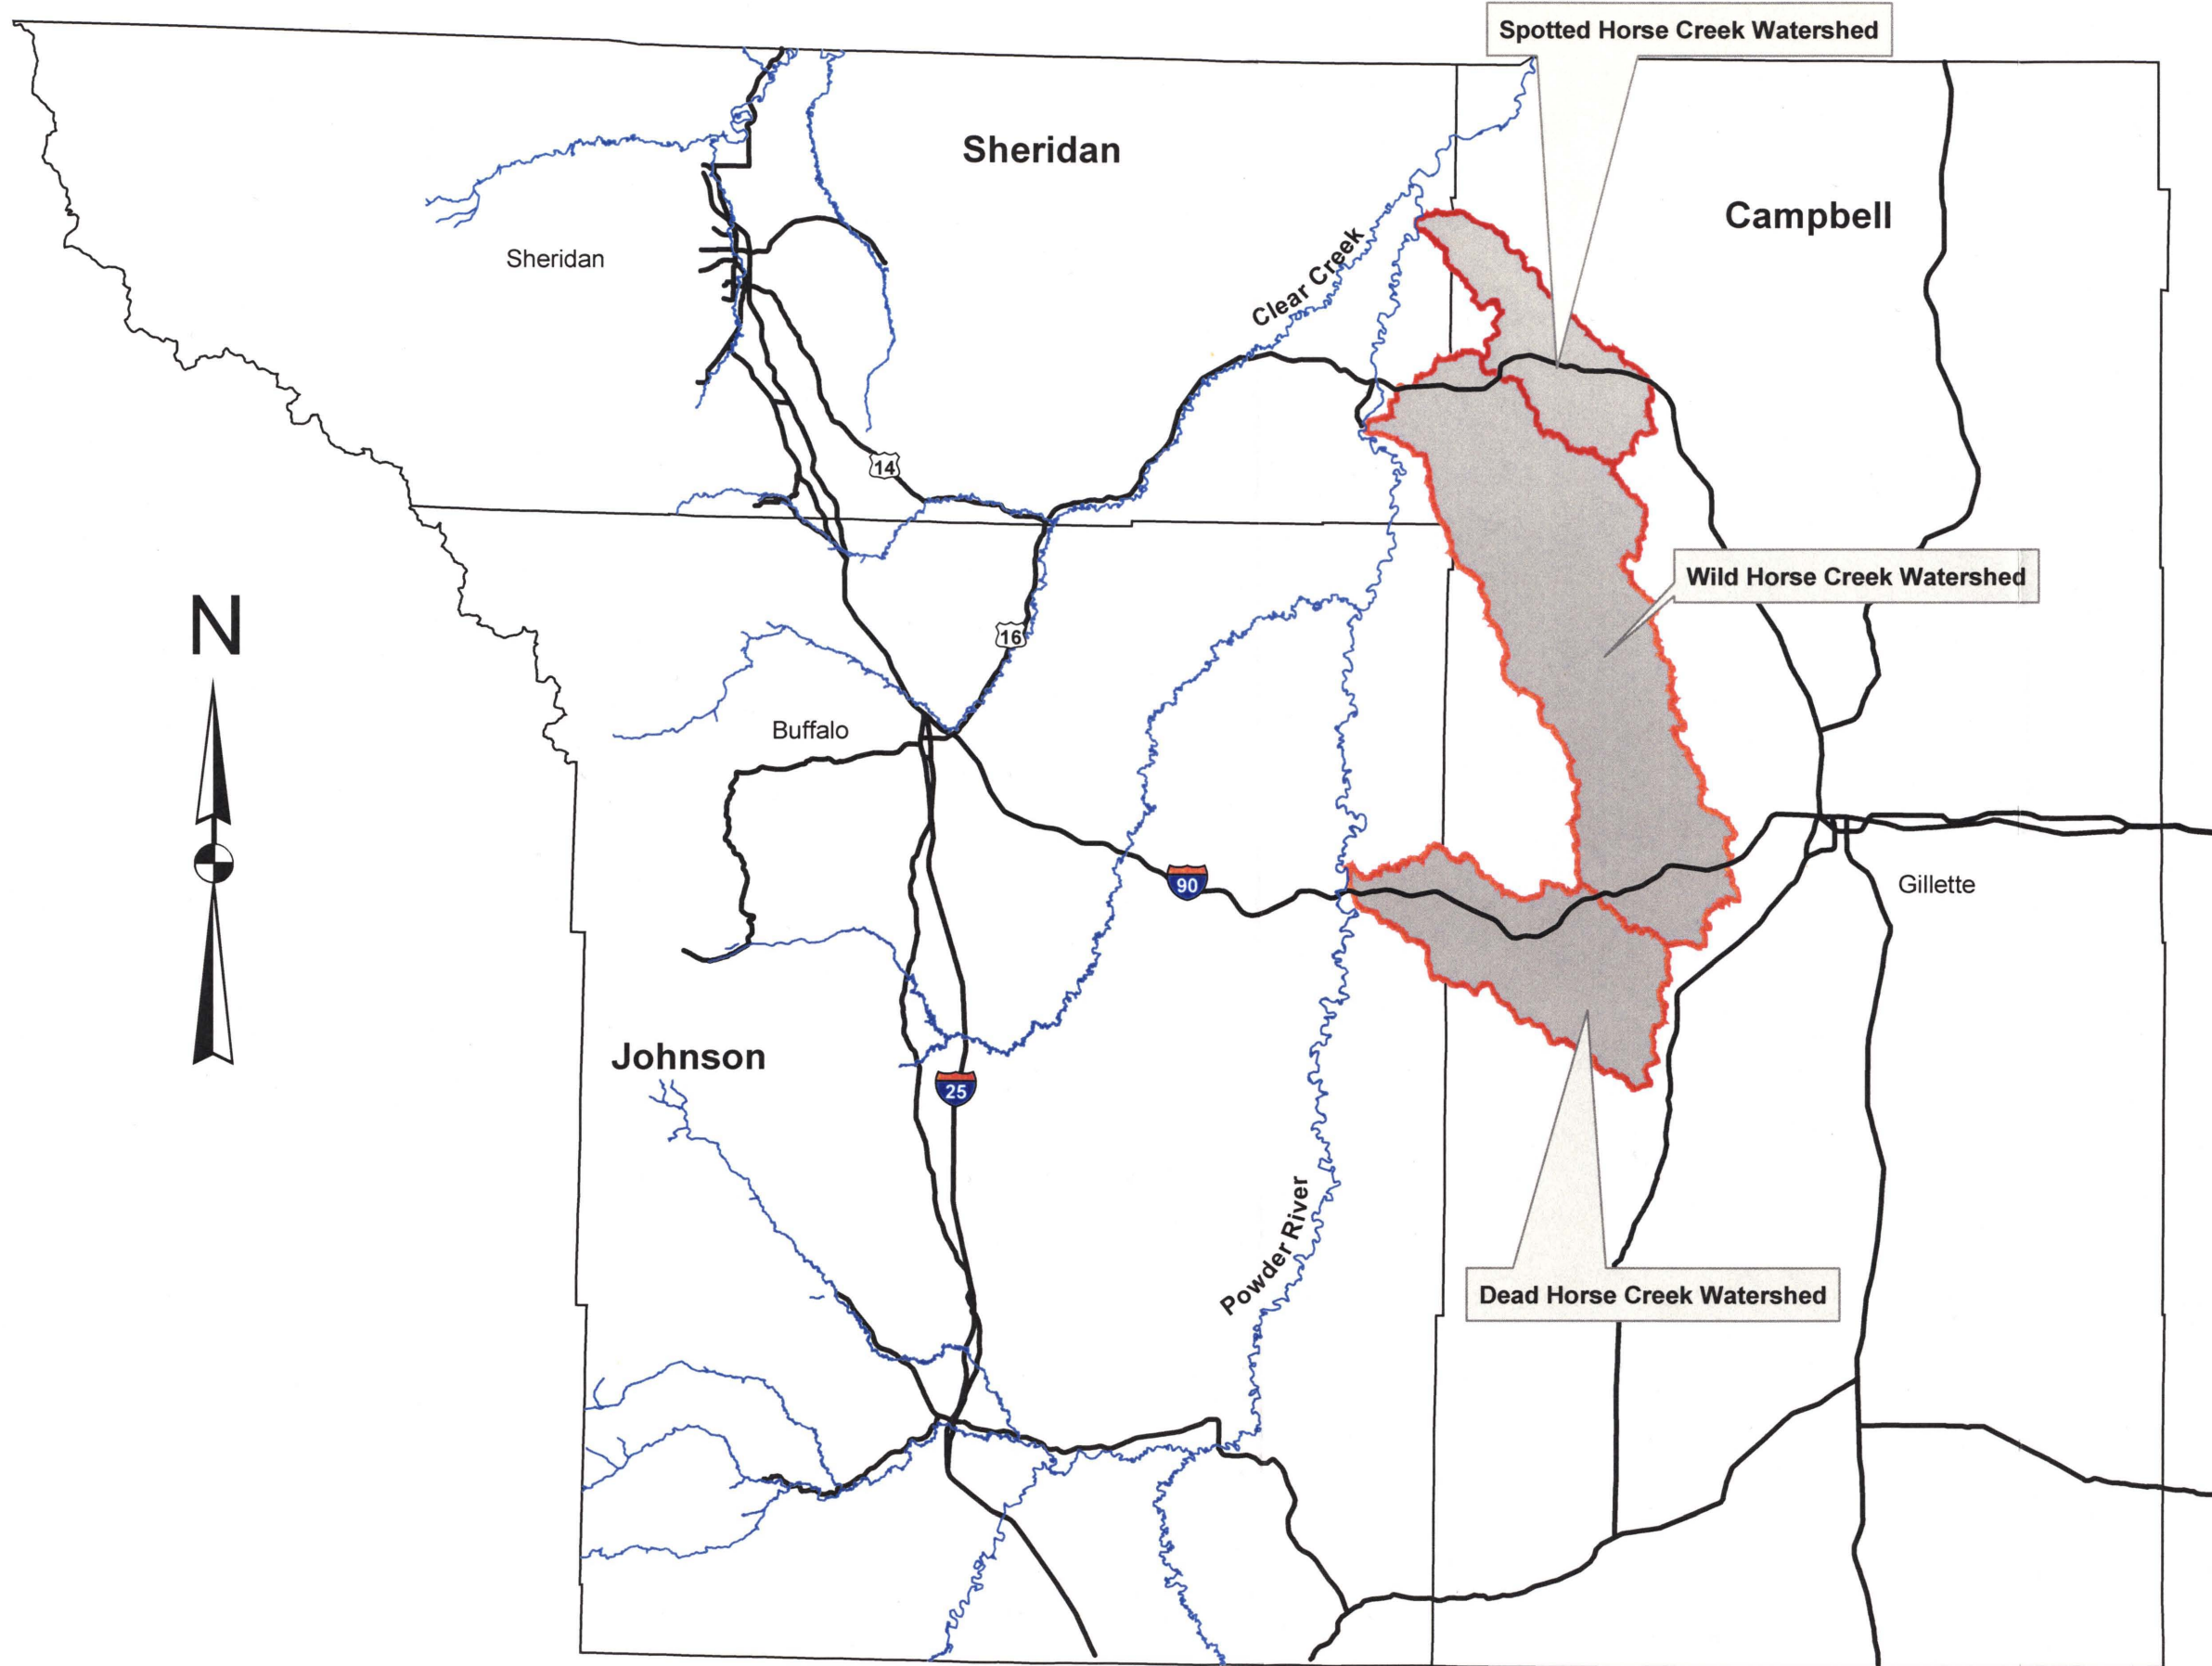 Spotted Horse Creek Watershed
Sheridan
Campbell
Sheridan
Clear Creek
14
Wild Horse Creek Watershed
N
16
Buffalo
90
Gillette
Johnson
25
Powder River
Dead Horse Creek Watershed